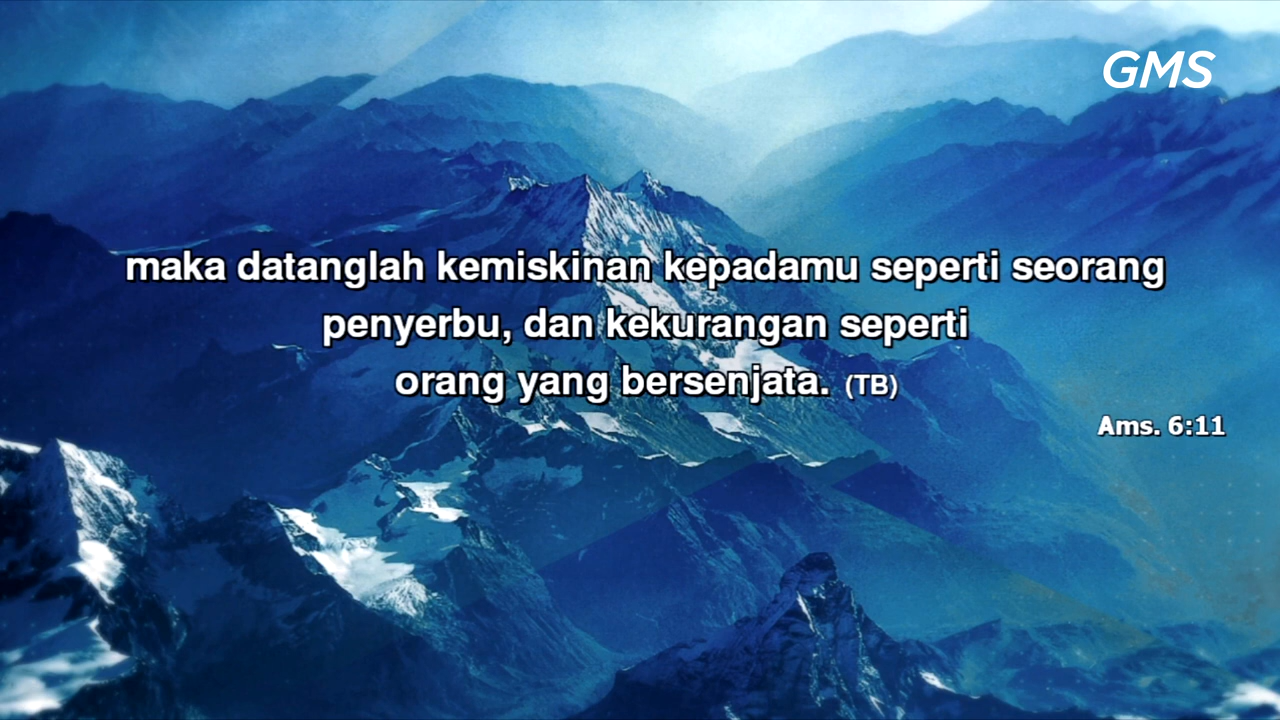 GMS
maka datanglah kemiskinan kepadamu seperti seorang
penyerbu, dan kekurangan seperti
orang yang bersenjata. (TB)
Ams. 6:11